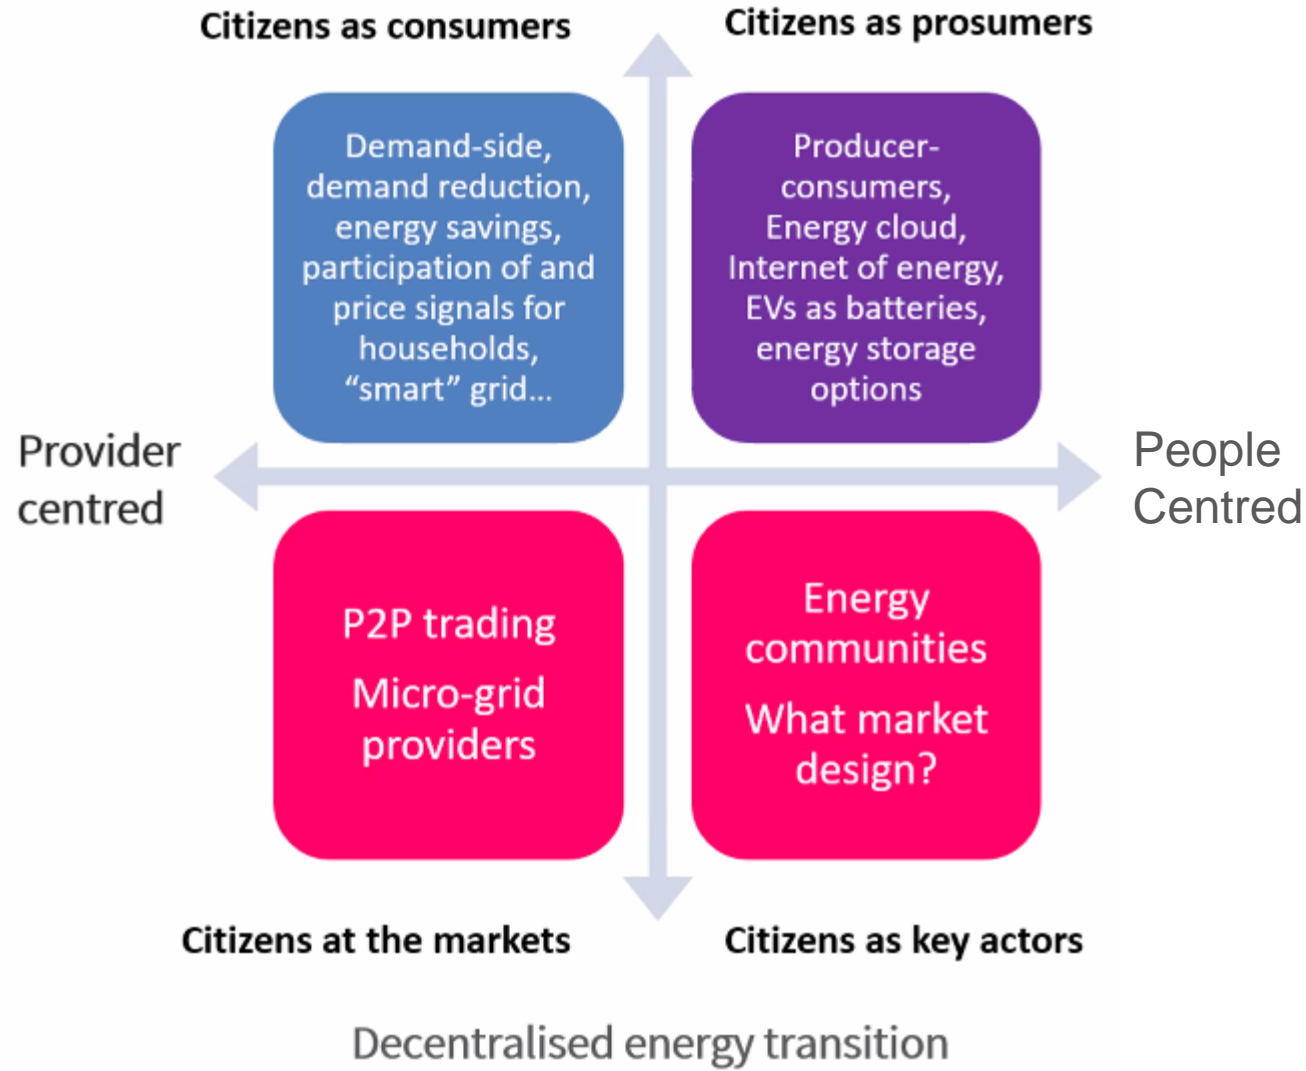 Citizens as consumers
Citizens as prosumers
Demand-side,
demand reduction,
energy savings,
participation of and
price signals for
households,
“smart” grid...
Producer-
consumers,
Energy cloud,
Internet of energy,
EVs as batteries,
energy storage
options
Provider
centred
People
Centred
P2P trading
Micro-grid
providers
Energy
communities
What market
design?
Citizens at the markets
Citizens as key actors
Decentralised energy transition